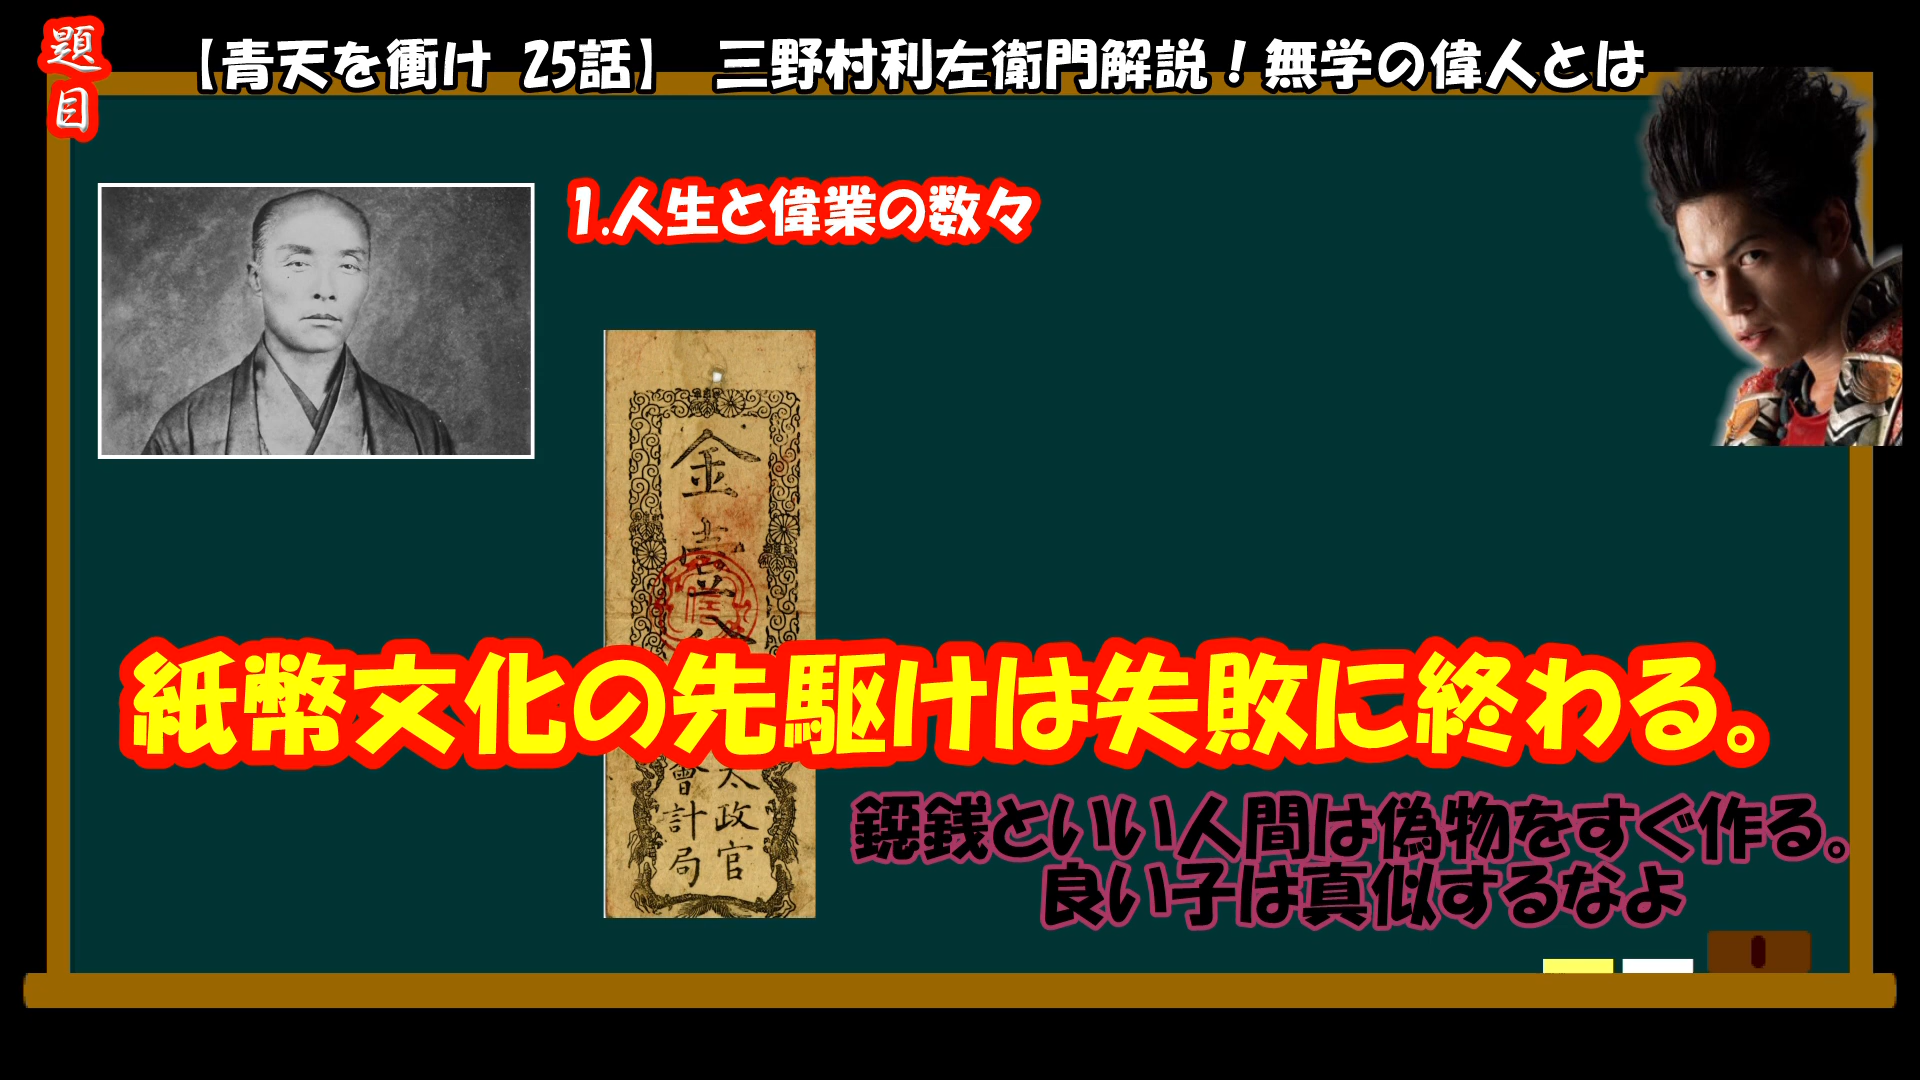 題目
【青天を衝け 25話】 三野村利左衛門解説！無学の偉人とは
1.人生と偉業の数々
金壱
紙幣文化の先駆けは失敗に終わる。
太政官
會計局
鐚銭といい人間は偽物をすぐ作る。
良い子は真似するなよ